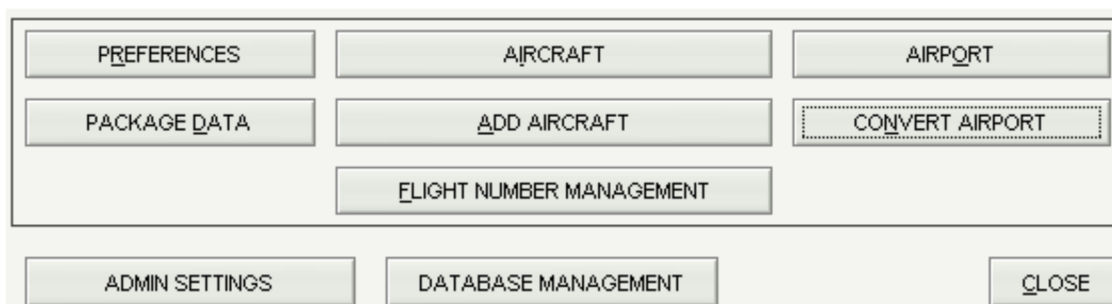 PREFERENCES
AIRCRAFT
AIRPORT
PACKAGE DATA
ADD AIRCRAFT
CONVERT AIRPORT
FLIGHT NUMBER MANAGEMENT
ADMIN SETTINGS
DATABASE MANAGEMENT
CLOSE